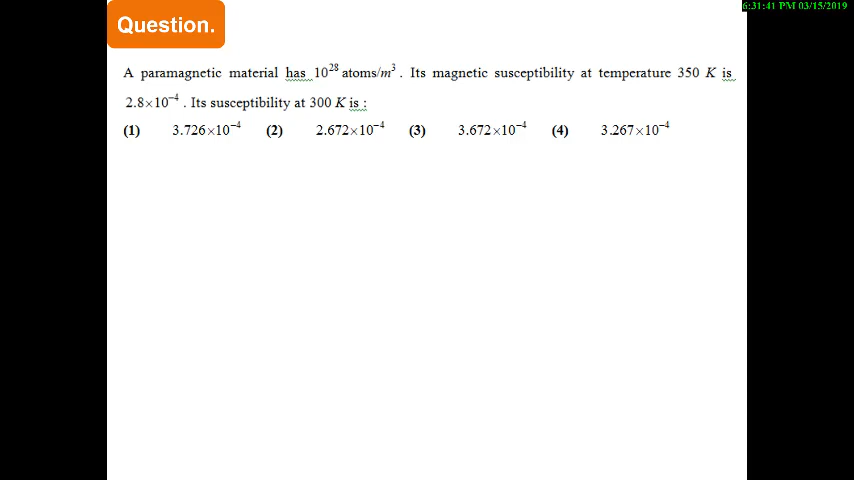 6:31:41 PM 03/15/2019
Question.
A paramagnetic material has 10²⁸ atoms/m³. Its magnetic susceptibility at temperature 350 K is
2.8×10⁻⁴. Its susceptibility at 300 K is :
(1) 3.726×10⁻⁴ (2) 2.672×10⁻⁴ (3) 3.672×10⁻⁴ (4) 3.267×10⁻⁴